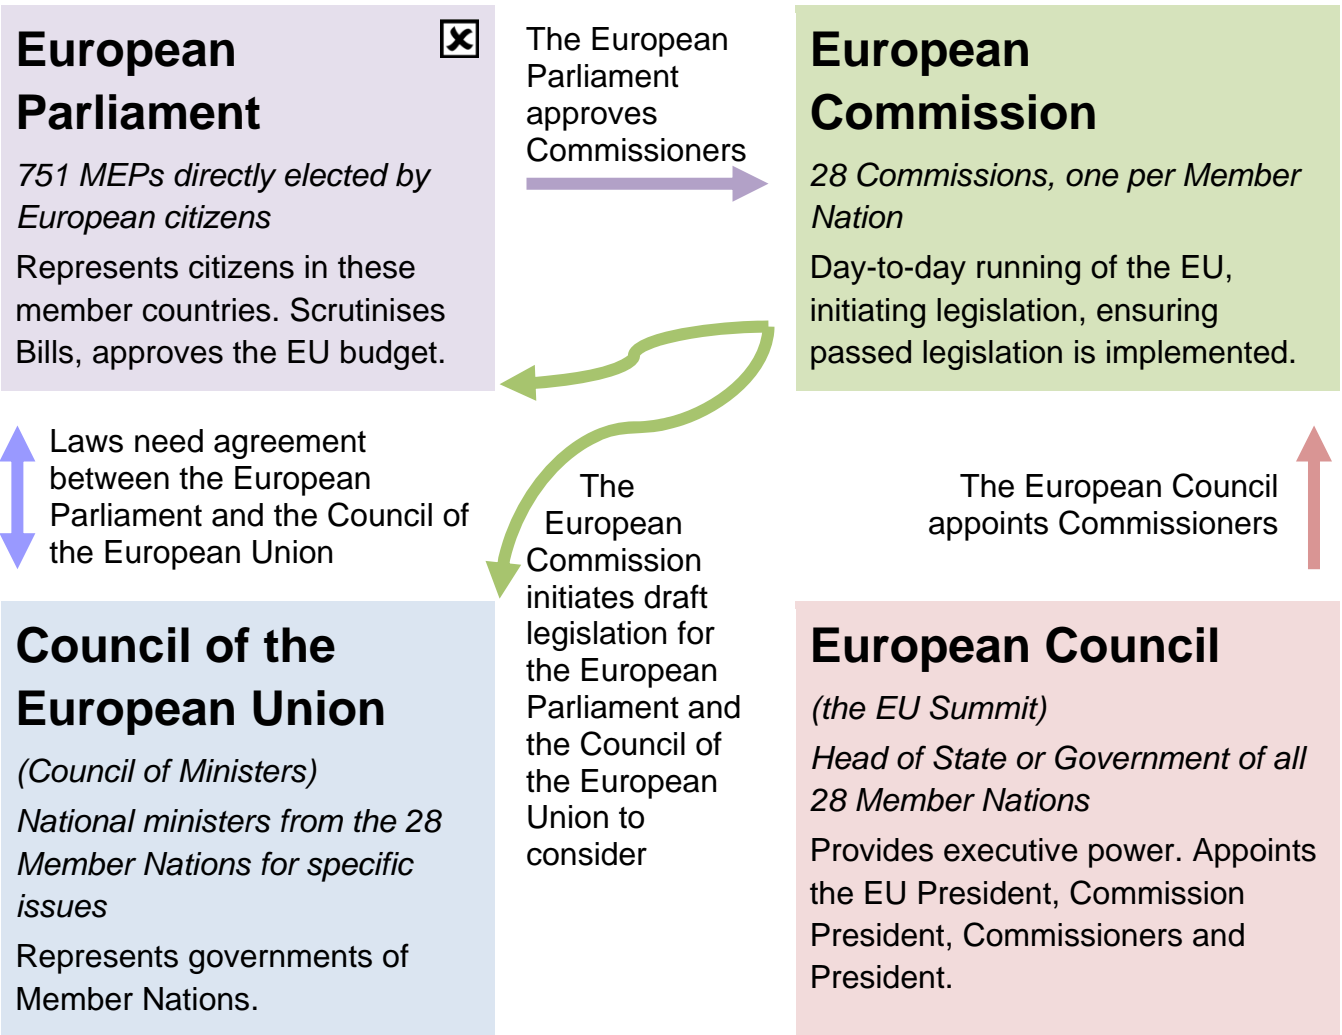 European
Parliament
751 MEPs directly elected by
European citizens
Represents citizens in these
member countries. Scrutinises
Bills, approves the EU budget.
The European
Parliament
approves
Commissioners
European
Commission
28 Commissions, one per Member
Nation
Day-to-day running of the EU,
initiating legislation, ensuring
passed legislation is implemented.
Laws need agreement
between the European
Parliament and the Council of
the European Union
The
European
Commission
initiates draft
legislation for
the European
Parliament and
the Council of
the European
Union to
consider
The European Council
appoints Commissioners
Council of the
European Union
(Council of Ministers)
National ministers from the 28
Member Nations for specific
issues
Represents governments of
Member Nations.
European Council
(the EU Summit)
Head of State or Government of all
28 Member Nations
Provides executive power. Appoints
the EU President, Commission
President, Commissioners and
President.